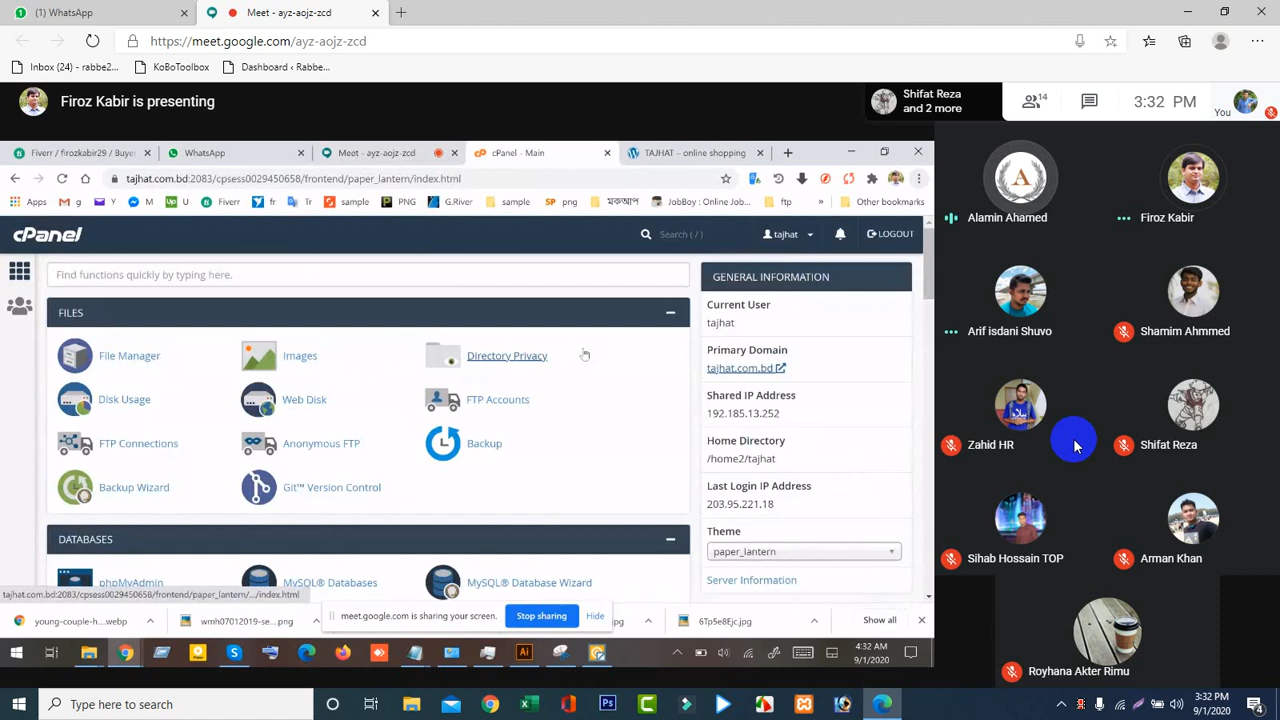 (1) WhatsApp
Meet - ayz-aojz-zcd
https://meet.google.com/ayz-aojz-zcd
Inbox (24) - rabbe2...
KoBoToolbox
Dashboard ‹ Rabbe...
Firoz Kabir is presenting
Shifat Reza
and 2 more
14
3:32 PM
You
Fiverr / firozkabir29 / Buye
WhatsApp
Meet - ayz-aojz-zcd
cPanel - Main
TAJHAT – online shopping
tajhat.com.bd:2083/cpsess0029450658/frontend/paper_lantern/index.html
Apps
g
Y
M
U
Fiverr
Tr
sample
PNG
G.River
sample
png
মকআপ
JobBoy : Online Job...
ftp
»
Other bookmarks
cPanel
Search ( / )
tajhat
LOGOUT
Find functions quickly by typing here.
FILES
File Manager
Images
Directory Privacy
Disk Usage
Web Disk
FTP Accounts
FTP Connections
Anonymous FTP
Backup
Backup Wizard
Git™ Version Control
DATABASES
phpMyAdmin
MySQL® Databases
MySQL® Database Wizard
GENERAL INFORMATION
Current User
tajhat
Primary Domain
tajhat.com.bd
Shared IP Address
192.185.13.252
Home Directory
/home2/tajhat
Last Login IP Address
203.95.221.18
Theme
paper_lantern
Server Information
tajhat.com.bd:2083/cpsess0029450658/frontend/paper_lantern/.../index.html
young-couple-h....webp
wmh07012019-se....png
meet.google.com is sharing your screen.
Stop sharing
Hide
jpg
6Tp5e8Ejc.jpg
Show all
4:32 AM
9/1/2020
A
Alamin Ahamed
Firoz Kabir
Arif isdani Shuvo
Shamim Ahmmed
Zahid HR
Shifat Reza
Sihab Hossain TOP
Arman Khan
Royhana Akter Rimu
Type here to search
3:32 PM
9/1/2020
4